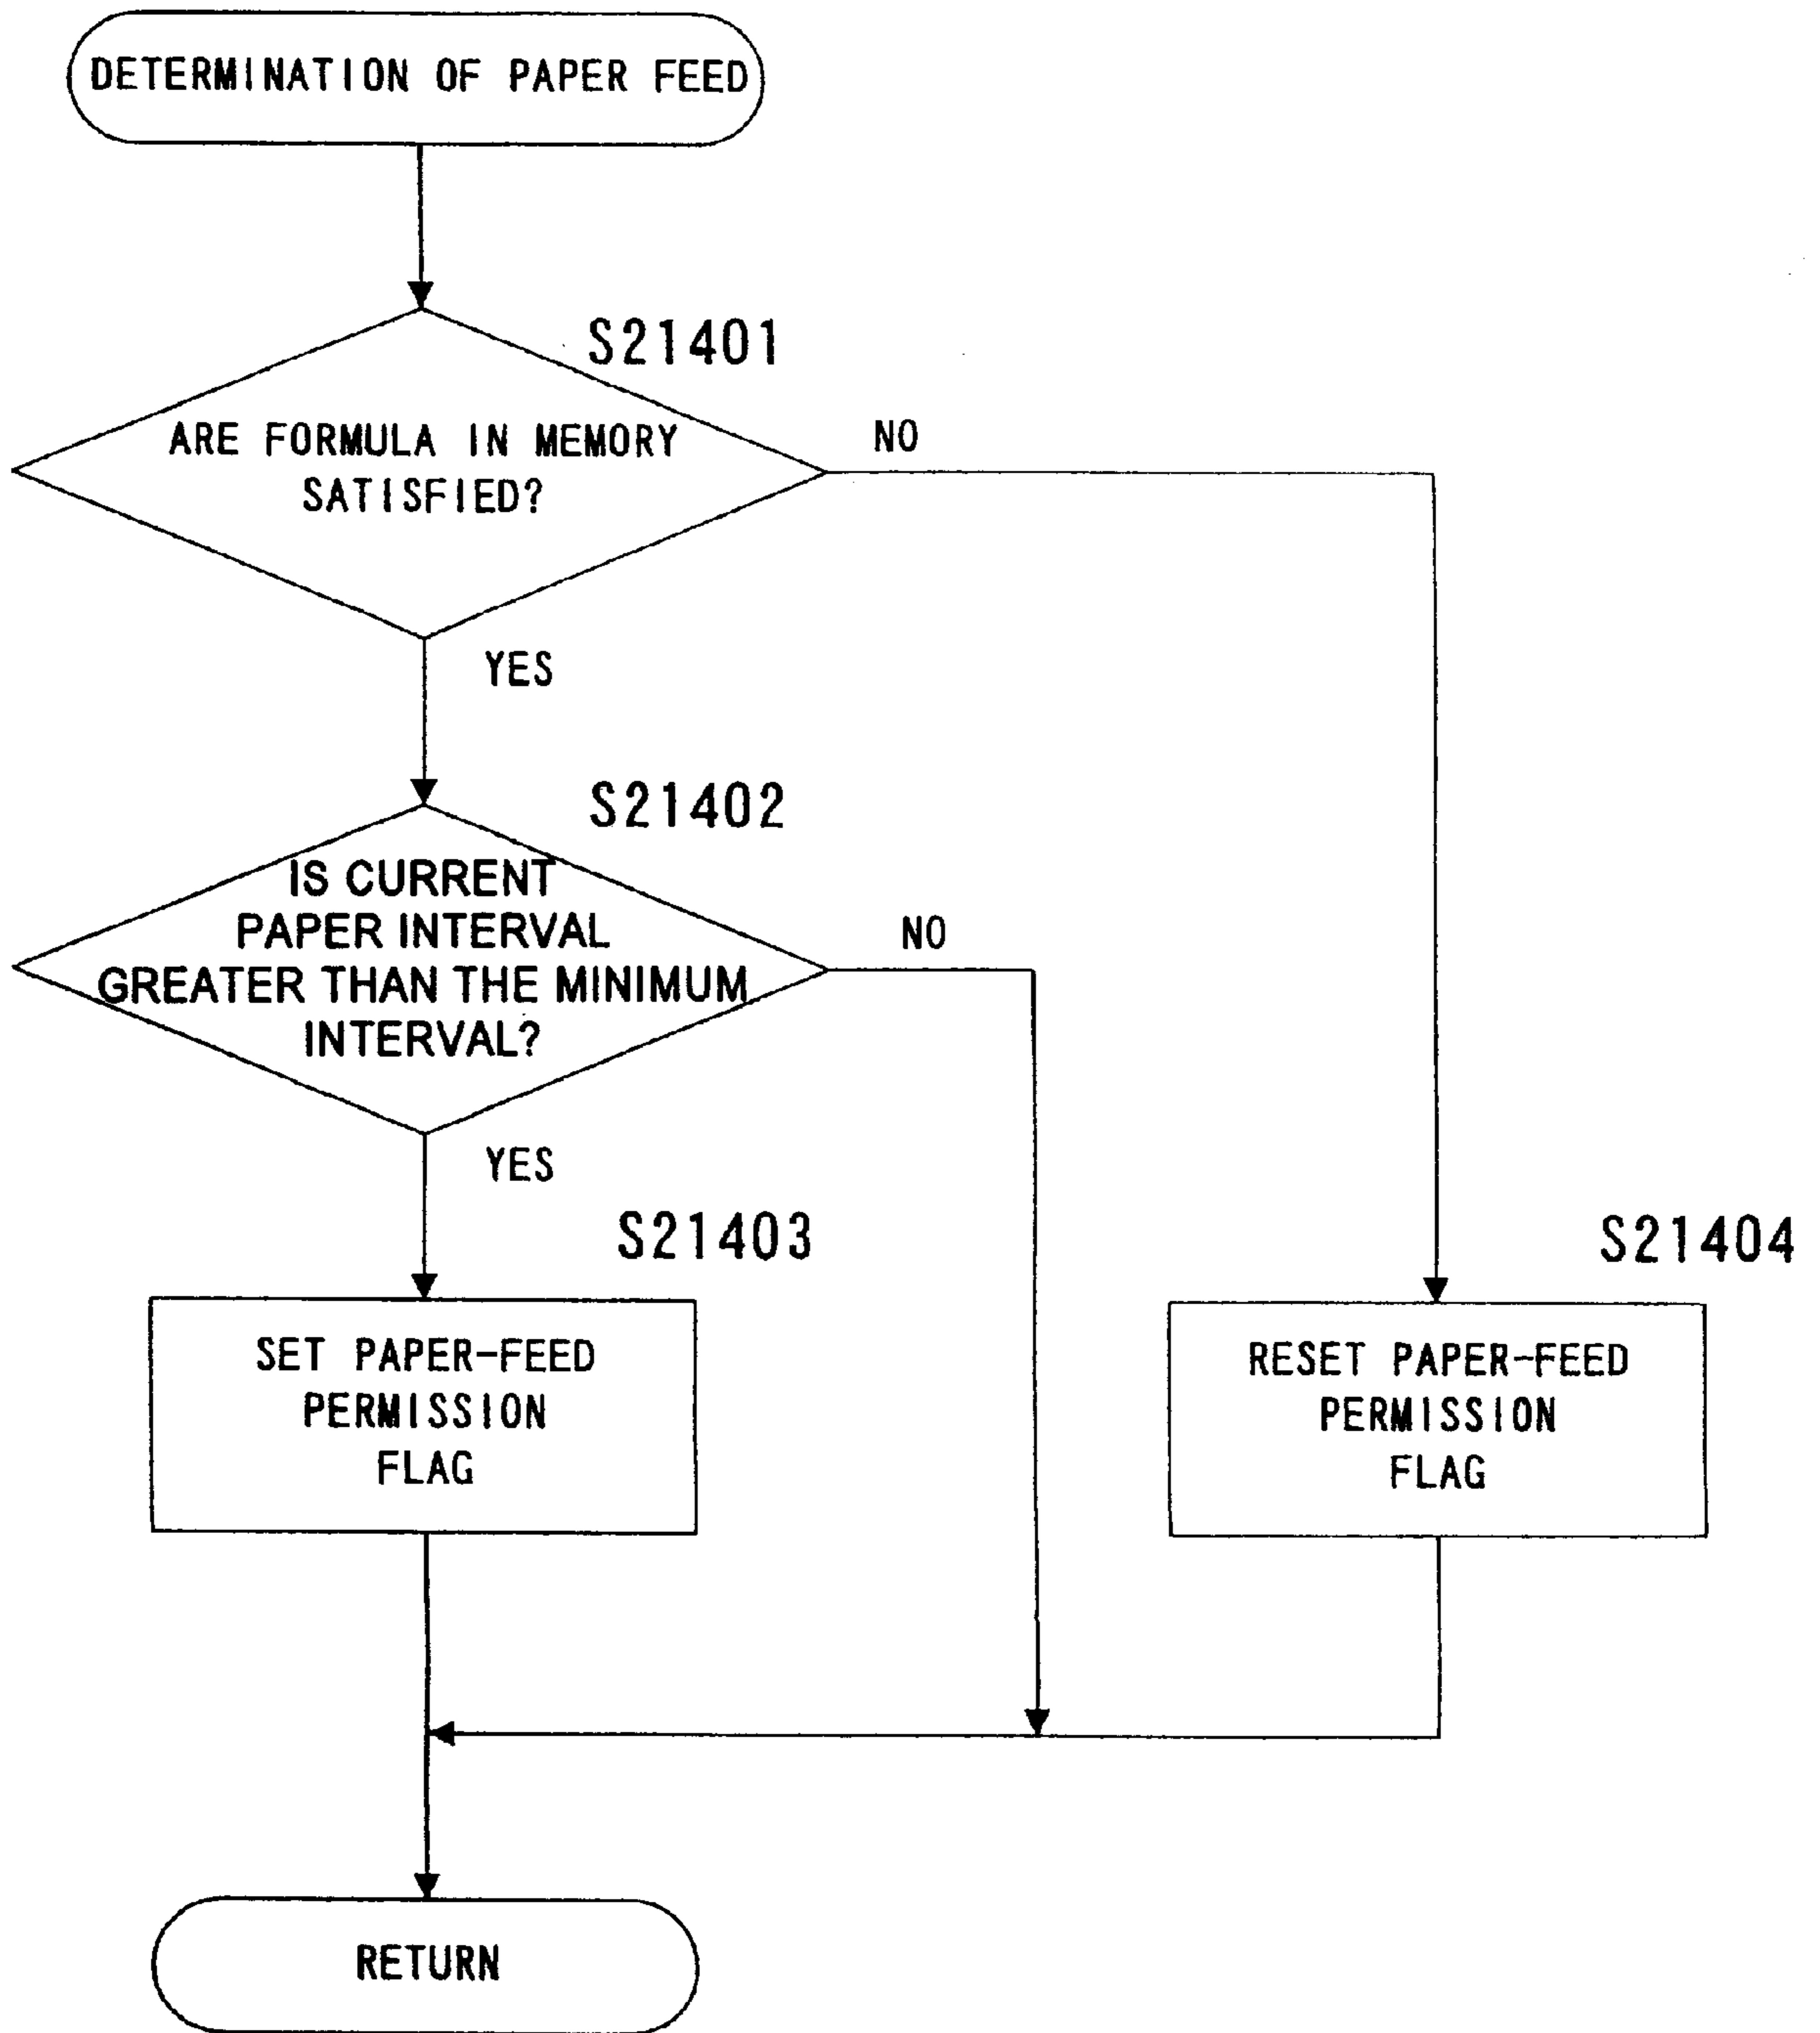 DETERMINATION OF PAPER FEED
S21401
ARE FORMULA IN MEMORY
SATISFIED?
NO
YES
S21402
IS CURRENT
PAPER INTERVAL
GREATER THAN THE MINIMUM
INTERVAL?
NO
YES
S21403
S21404
SET PAPER-FEED
PERMISSION
FLAG
RESET PAPER-FEED
PERMISSION
FLAG
RETURN